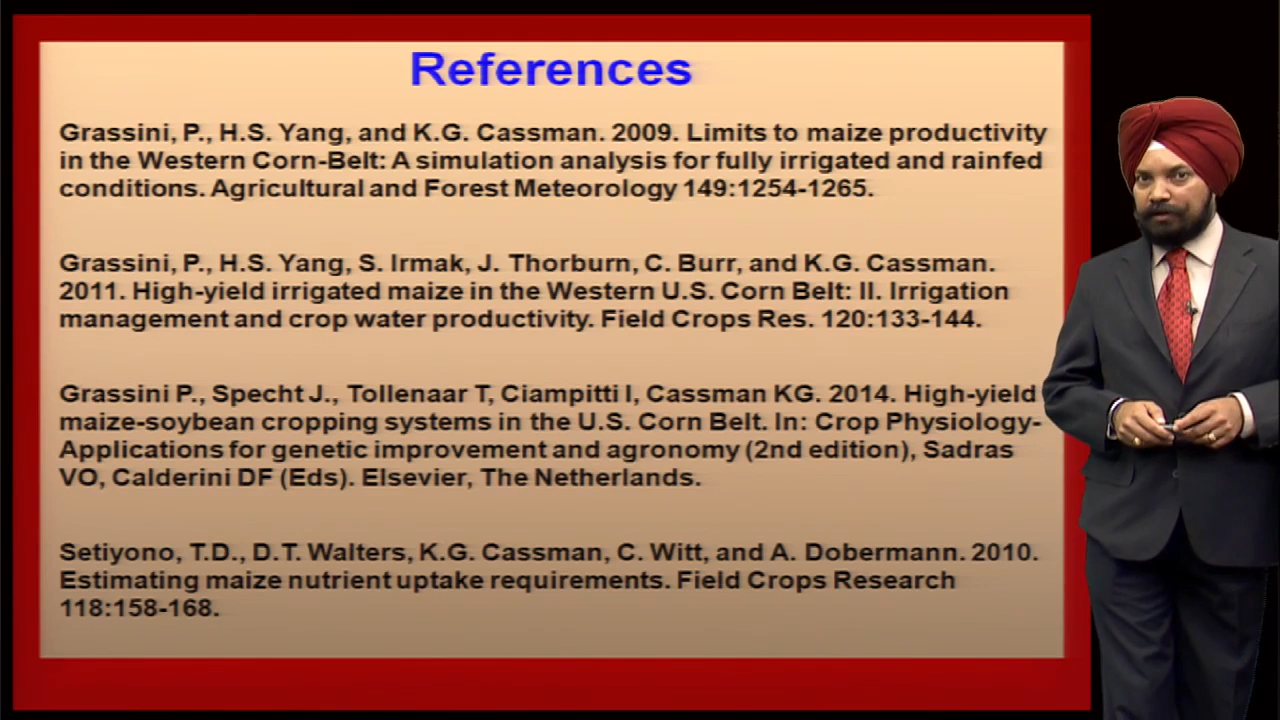 References
Grassini, P., H.S. Yang, and K.G. Cassman. 2009. Limits to maize productivity
in the Western Corn-Belt: A simulation analysis for fully irrigated and rainfed
conditions. Agricultural and Forest Meteorology 149:1254-1265.
Grassini, P., H.S. Yang, S. Irmak, J. Thorburn, C. Burr, and K.G. Cassman.
2011. High-yield irrigated maize in the Western U.S. Corn Belt: II. Irrigation
management and crop water productivity. Field Crops Res. 120:133-144.
Grassini P., Specht J., Tollenaar T, Ciampitti I, Cassman KG. 2014. High-yield
maize-soybean cropping systems in the U.S. Corn Belt. In: Crop Physiology-
Applications for genetic improvement and agronomy (2nd edition), Sadras
VO, Calderini DF (Eds). Elsevier, The Netherlands.
Setiyono, T.D., D.T. Walters, K.G. Cassman, C. Witt, and A. Dobermann. 2010.
Estimating maize nutrient uptake requirements. Field Crops Research
118:158-168.